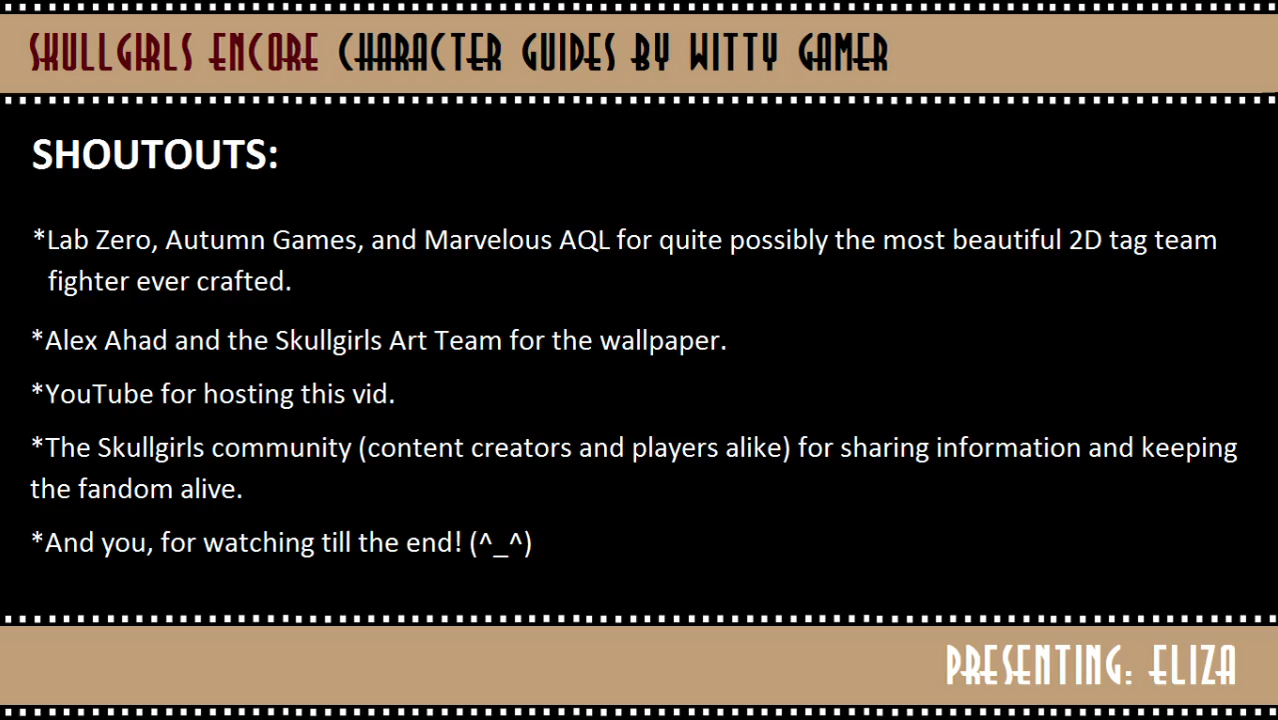 SKULLGIRLS ENCORE CHARACTER GUIDES BY WITTY GAMER
SHOUTOUTS:
*Lab Zero, Autumn Games, and Marvelous AQL for quite possibly the most beautiful 2D tag team
fighter ever crafted.
*Alex Ahad and the Skullgirls Art Team for the wallpaper.
*YouTube for hosting this vid.
*The Skullgirls community (content creators and players alike) for sharing information and keeping
the fandom alive.
*And you, for watching till the end! (^_^)
PRESENTING: ELIZA